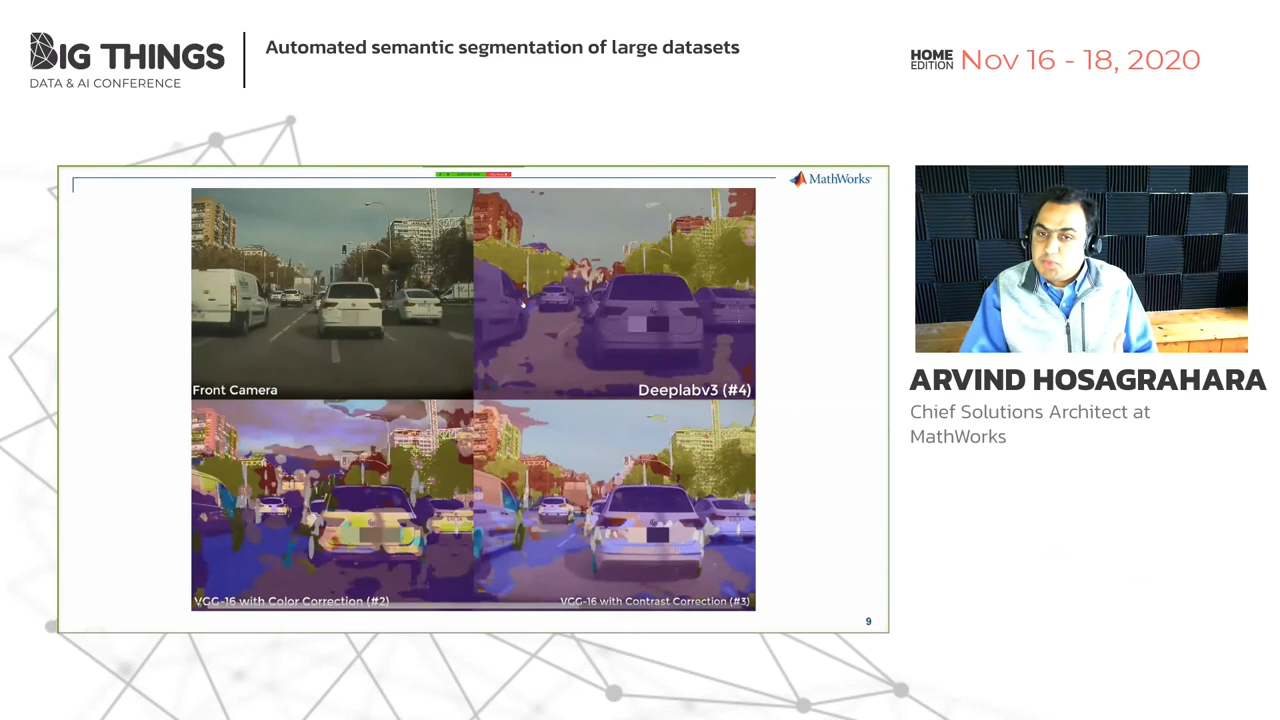 BIG THINGS
DATA & AI CONFERENCE
Automated semantic segmentation of large datasets
HOME
EDITION
Nov 16 - 18, 2020
MathWorks
Front Camera
Deeplabv3 (#4)
VGG-16 with Color Correction (#2)
VGG-16 with Contrast Correction (#3)
9
ARVIND HOSAGRAHARA
Chief Solutions Architect at
MathWorks